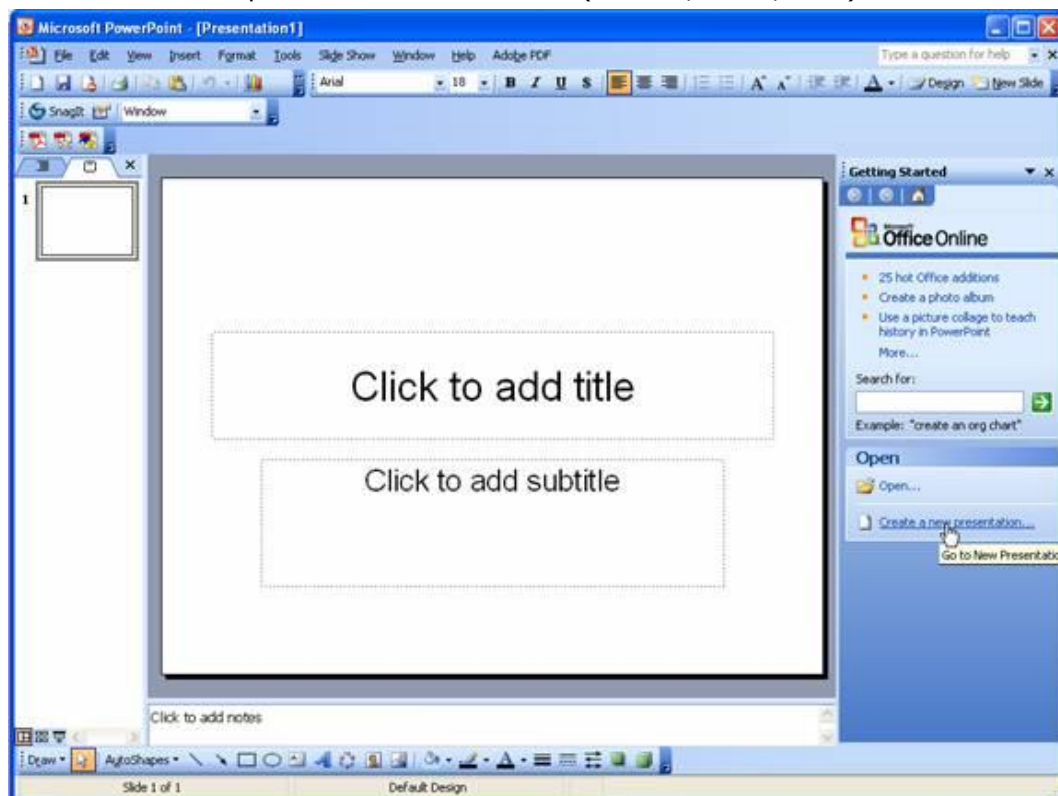 Microsoft PowerPoint - [Presentation1]
File Edit View Insert Format Tools Slide Show Window Help Adobe PDF Type a question for help
Arial 18 B I U S A A A Design New Slide
SnagIt Window
Getting Started
1
Microsoft
Office Online
25 hot Office additions
Create a photo album
Use a picture collage to teach
history in PowerPoint
More...
Search for:
Example: "create an org chart"
Open
Open...
Create a new presentation...
Go to New Presentatio
Click to add title
Click to add subtitle
Click to add notes
Draw AutoShapes A A
Slide 1 of 1 Default Design